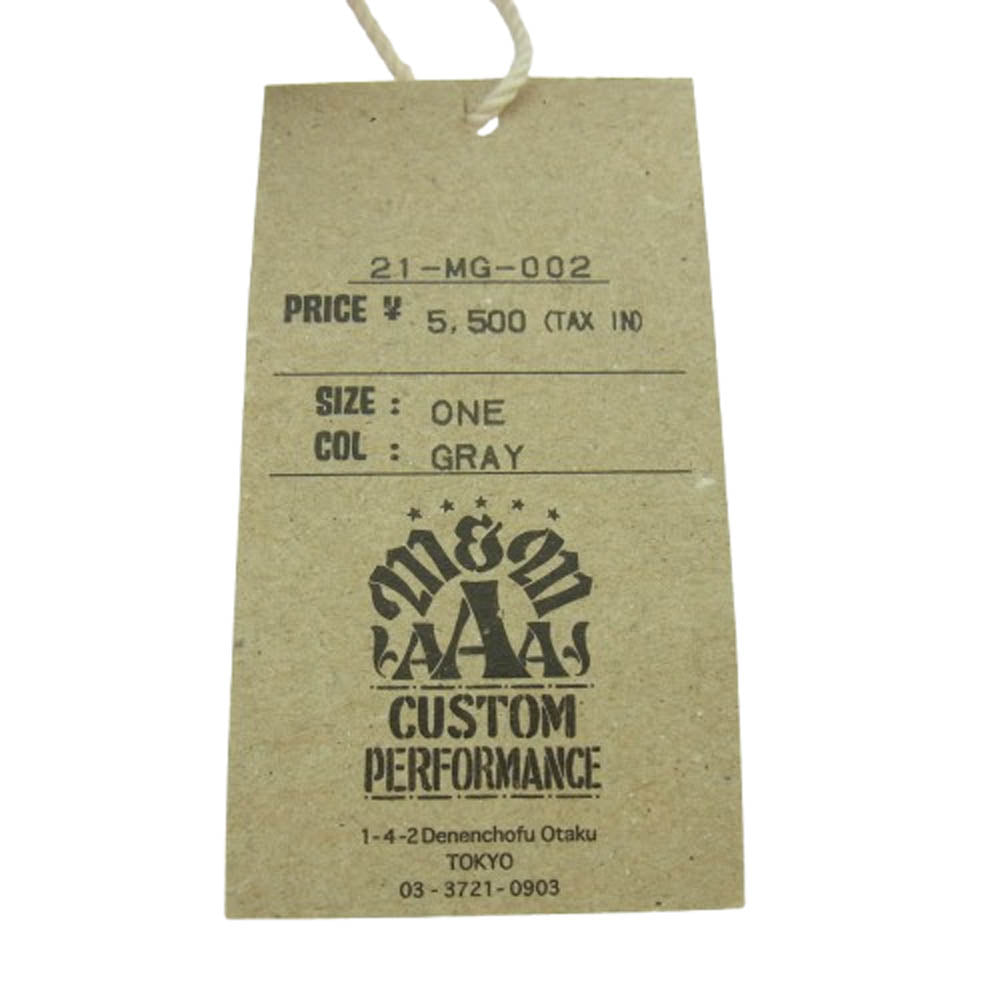 21-MG-002
PRICE ¥ 5,500 (TAX IN)
SIZE : ONE
COL : GRAY
M&M
AAA
CUSTOM
PERFORMANCE
1-4-2 Denenchofu Otaku
TOKYO
03-3721-0903